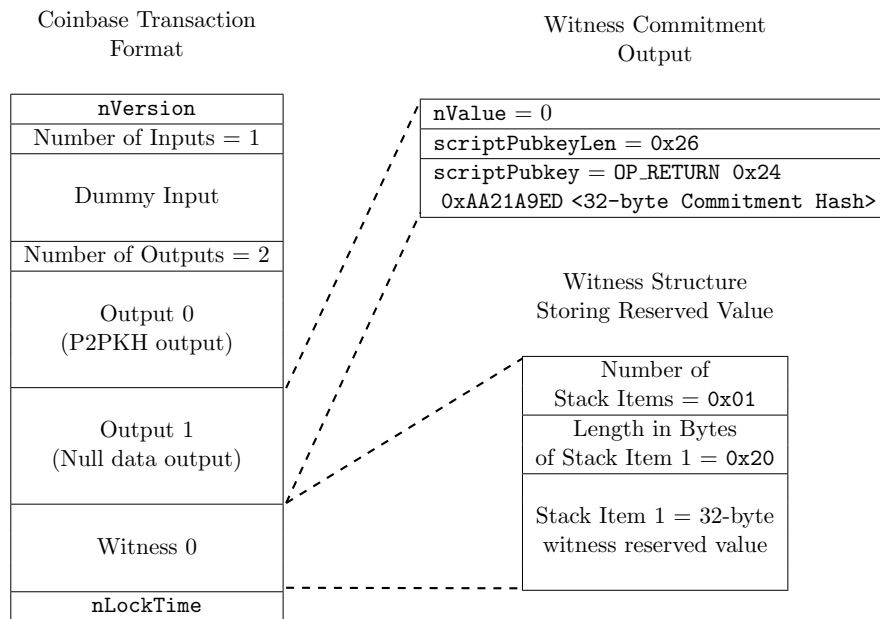 Coinbase Transaction
Format
nVersion
Number of Inputs = 1
Dummy Input
Number of Outputs = 2
Output 0
(P2PKH output)
Output 1
(Null data output)
Witness 0
nLockTime
Witness Commitment
Output
nValue = 0
scriptPubkeyLen = 0x26
scriptPubkey = OP_RETURN 0x24
0xAA21A9ED <32-byte Commitment Hash>
Witness Structure
Storing Reserved Value
Number of
Stack Items = 0x01
Length in Bytes
of Stack Item 1 = 0x20
Stack Item 1 = 32-byte
witness reserved value